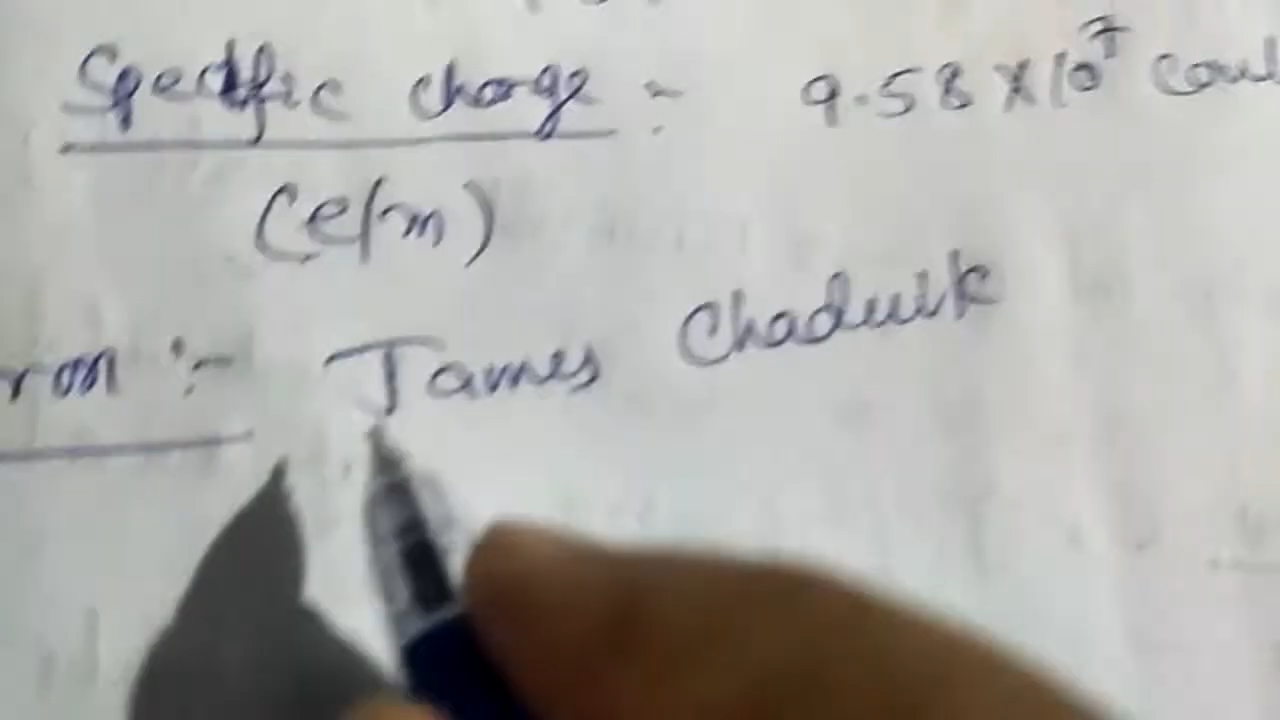 Specific charge :- 9.58 × 10⁷ Coul
(e/m)
ron :- James Chadwik